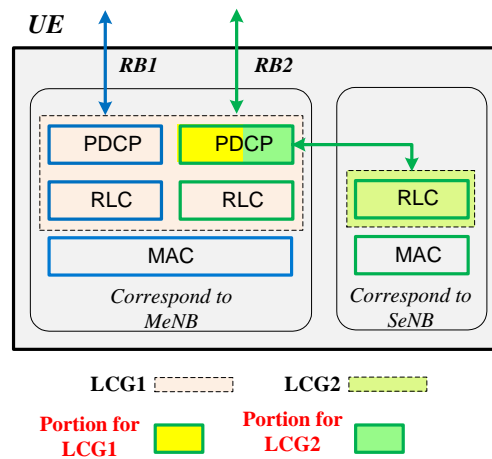 UE
RB1
RB2
PDCP
PDCP
RLC
RLC
RLC
MAC
MAC
Correspond to
MeNB
Correspond to
SeNB
LCG1
LCG2
Portion for
LCG1
Portion for
LCG2